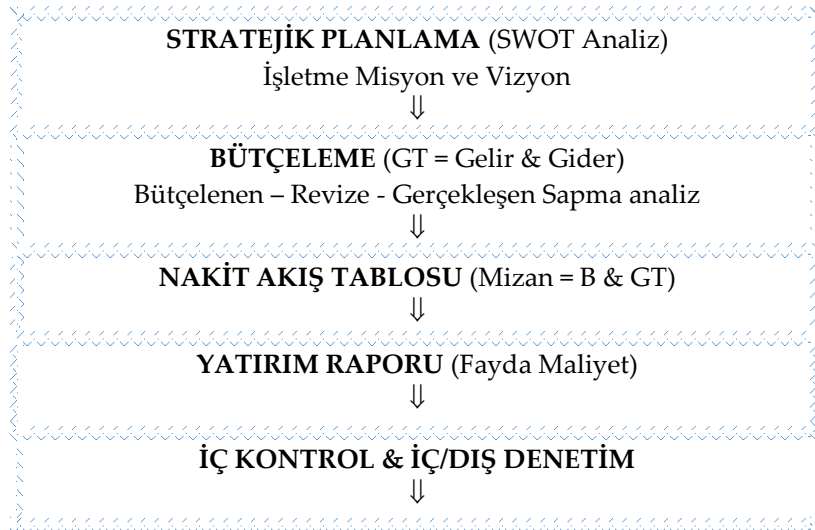 STRATEJİK PLANLAMA (SWOT Analiz)
İşletme Misyon ve Vizyon
⇓
BÜTÇELEME (GT = Gelir & Gider)
Bütçelenen – Revize - Gerçekleşen Sapma analiz
⇓
NAKİT AKIŞ TABLOSU (Mizan = B & GT)
⇓
YATIRIM RAPORU (Fayda Maliyet)
⇓
İÇ KONTROL & İÇ/DIŞ DENETİM
⇓